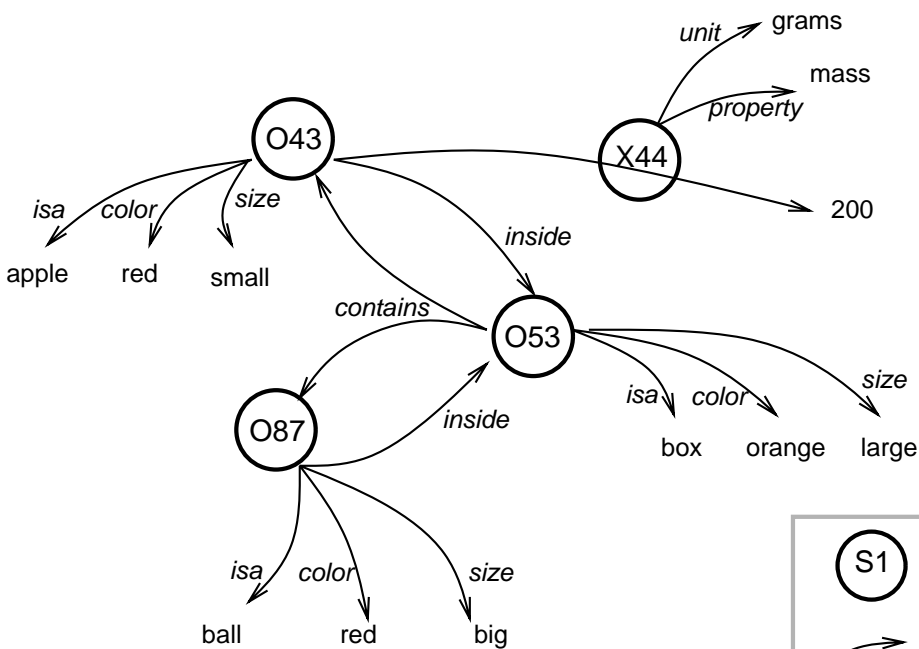 unit
grams
mass
property
O43
X44
isa
color
size
200
inside
apple
red
small
contains
O53
size
isa
color
inside
O87
box
orange
large
isa
color
size
S1
ball
red
big